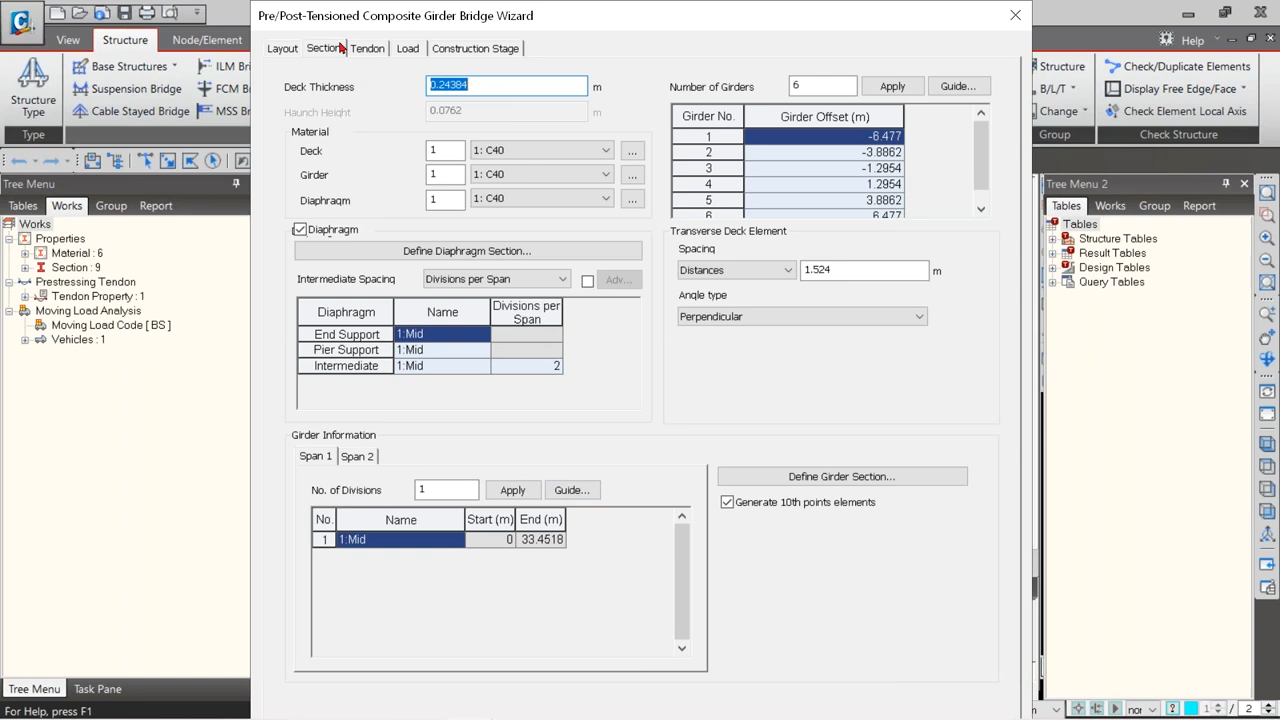 Pre/Post-Tensioned Composite Girder Bridge Wizard
View Structure Node/Element
Help
Layout Section Tendon Load Construction Stage
Base Structures
ILM Br
Suspension Bridge
FCM B
Cable Stayed Bridge
MSS B
Structure
Type
Type
Structure
B/L/T
Change
Group
Check/Duplicate Elements
Display Free Edge/Face
Check Element Local Axis
Check Structure
Deck Thickness 0.24384 m
Haunch Height 0.0762 m
Material
Deck 1 1: C40 ...
Girder 1 1: C40 ...
Diaphragm 1 1: C40 ...
Number of Girders 6 Apply Guide...
Girder No. Girder Offset (m)
1 -6.477
2 -3.8862
3 -1.2954
4 1.2954
5 3.8862
6 6.477
Diaphragm
Define Diaphragm Section...
Intermediate Spacing Divisions per Span Adv...
Diaphragm Name Divisions per Span
End Support 1:Mid
Pier Support 1:Mid
Intermediate 1:Mid 2
Transverse Deck Element
Spacing
Distances 1.524 m
Angle type
Perpendicular
Girder Information
Span 1 Span 2
No. of Divisions 1 Apply Guide...
No. Name Start (m) End (m)
1 1:Mid 0 33.4518
Define Girder Section...
Generate 10th points elements
Tree Menu
Tables Works Group Report
Works
Properties
Material : 6
Section : 9
Prestressing Tendon
Tendon Property : 1
Moving Load Analysis
Moving Load Code [ BS ]
Vehicles : 1
Tree Menu Task Pane
For Help, press F1
Tree Menu 2
Tables Works Group Report
Tables
Structure Tables
Result Tables
Design Tables
Query Tables
nor 1 / 2